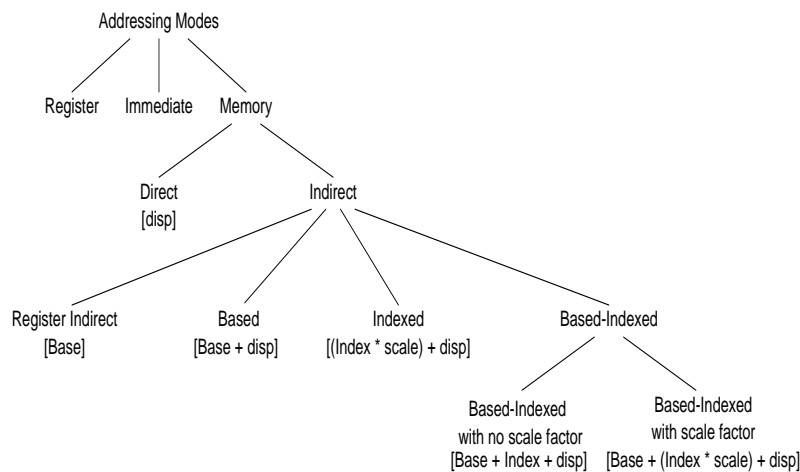 Addressing Modes
Register Immediate Memory
Direct Indirect
[disp]
Register Indirect Based Indexed Based-Indexed
[Base] [Base + disp] [(Index * scale) + disp]
Based-Indexed Based-Indexed
with no scale factor with scale factor
[Base + Index + disp] [Base + (Index * scale) + disp]